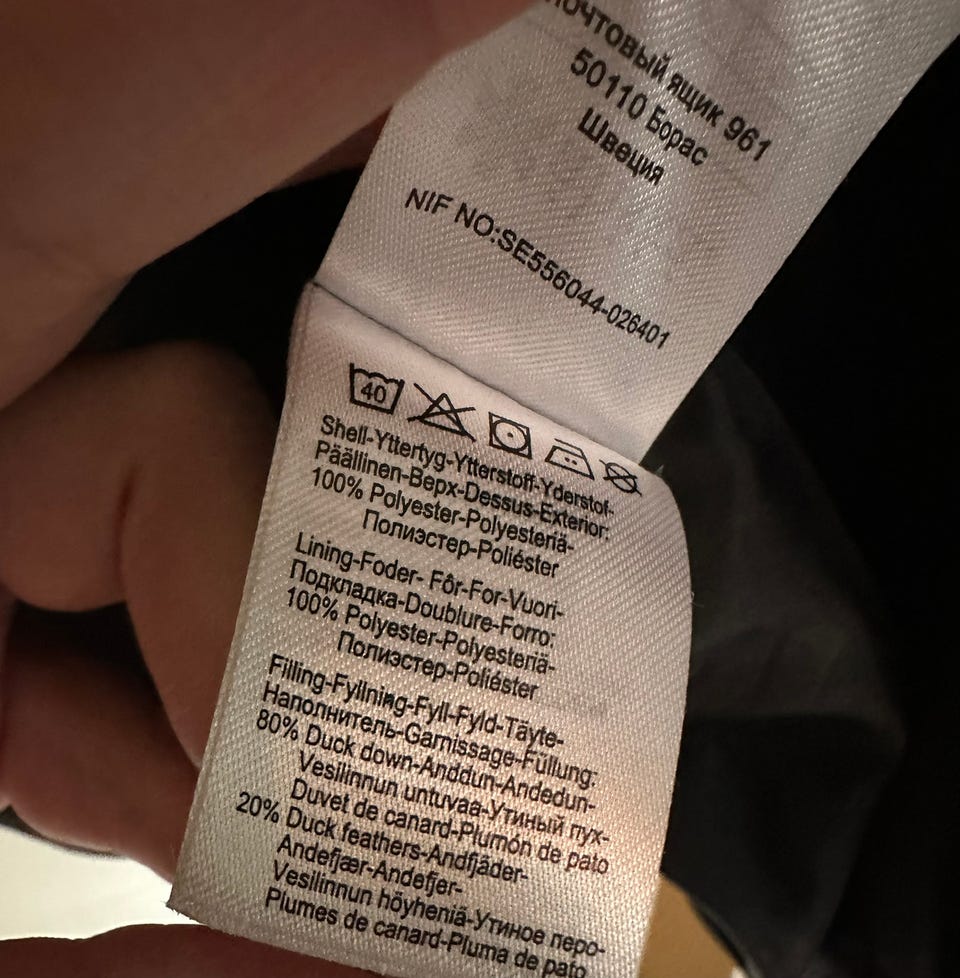 почтовый ящик 961
50110 Борас
Швеция
NIF NO:SE556044-026401
40
Shell-Yttertyg-Ytterstoff-Yderstof-
Päällinen-Верх-Dessus-Exterior:
100% Polyester-Polyesteriä-
Полиэстер-Poliéster
Lining-Foder- Fôr-For-Vuori-
Подкладка-Doublure-Forro:
100% Polyester-Polyesteriä-
Полиэстер-Poliéster
Filling-Fyllning-Fyll-Fyld-Täyte-
Наполнитель-Garnissage-Füllung:
80% Duck down-Anddun-Andedun-
Vesilinnun untuvaa-Утиный пух-
Duvet de canard-Plumón de pato
20% Duck feathers-Andfjäder-
Andefjær-Andefjer-
Vesilinnun höyheniä-Утиное перо-
Plumes de canard-Pluma de pato